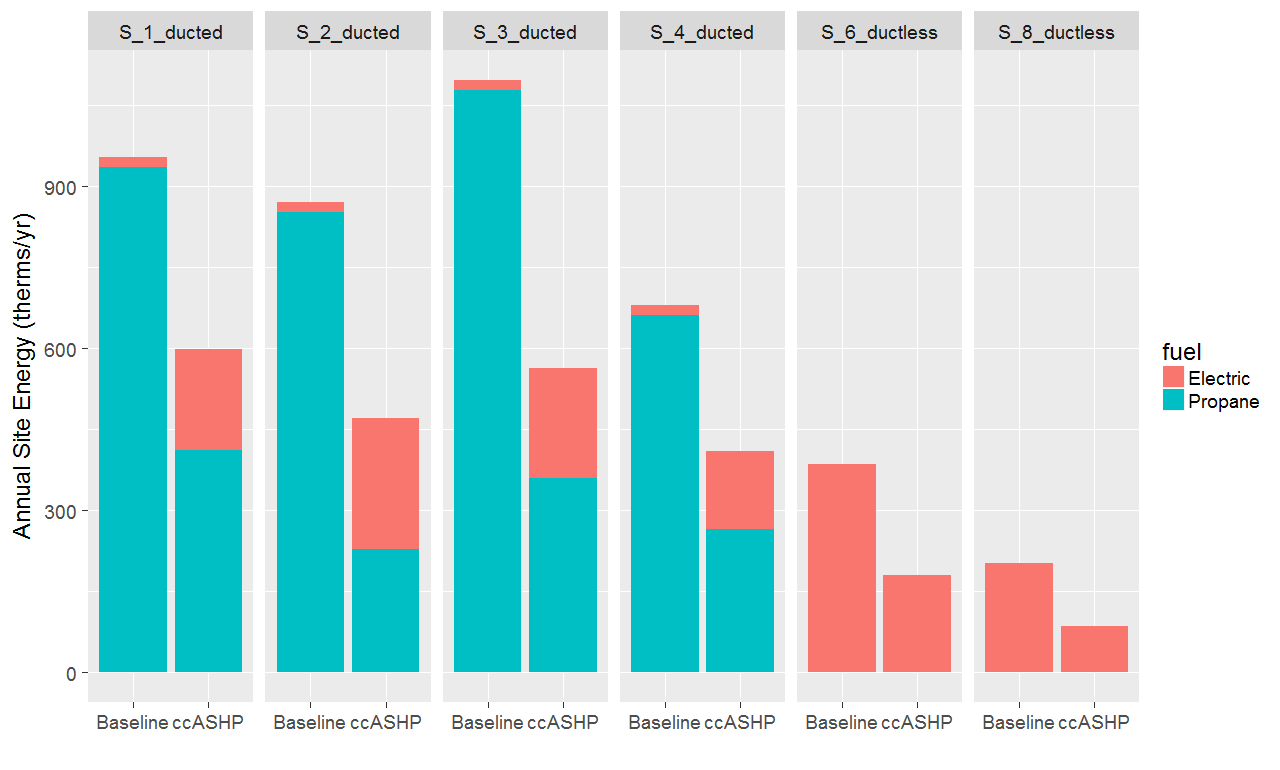 S_1_ducted S_2_ducted S_3_ducted S_4_ducted S_6_ductless S_8_ductless
Annual Site Energy (therms/yr)
900
600
300
0
fuel
Electric
Propane
Baseline ccASHP Baseline ccASHP Baseline ccASHP Baseline ccASHP Baseline ccASHP Baseline ccASHP